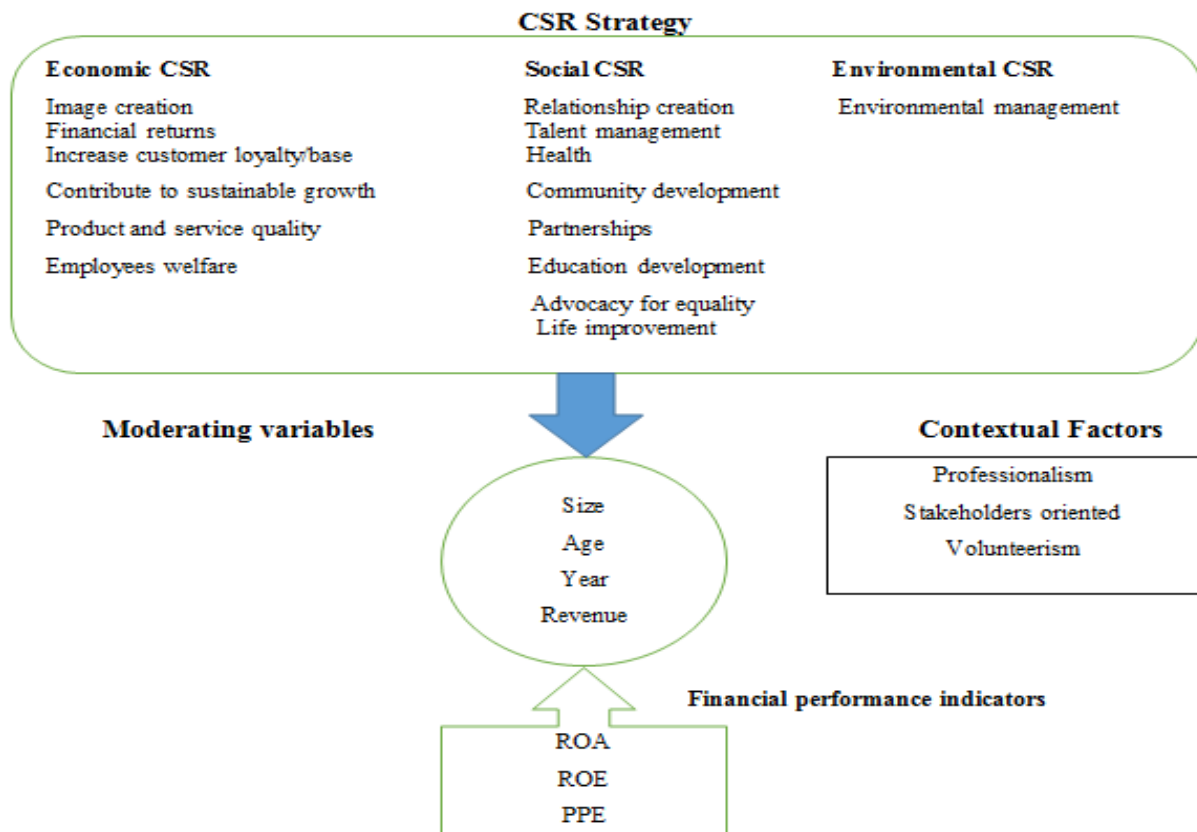 CSR Strategy
Economic CSR
Image creation
Financial returns
Increase customer loyalty/base
Contribute to sustainable growth
Product and service quality
Employees welfare
Social CSR
Relationship creation
Talent management
Health
Community development
Partnerships
Education development
Advocacy for equality
Life improvement
Environmental CSR
Environmental management
Moderating variables
Contextual Factors
Size
Age
Year
Revenue
Professionalism
Stakeholders oriented
Volunteerism
Financial performance indicators
ROA
ROE
PPE